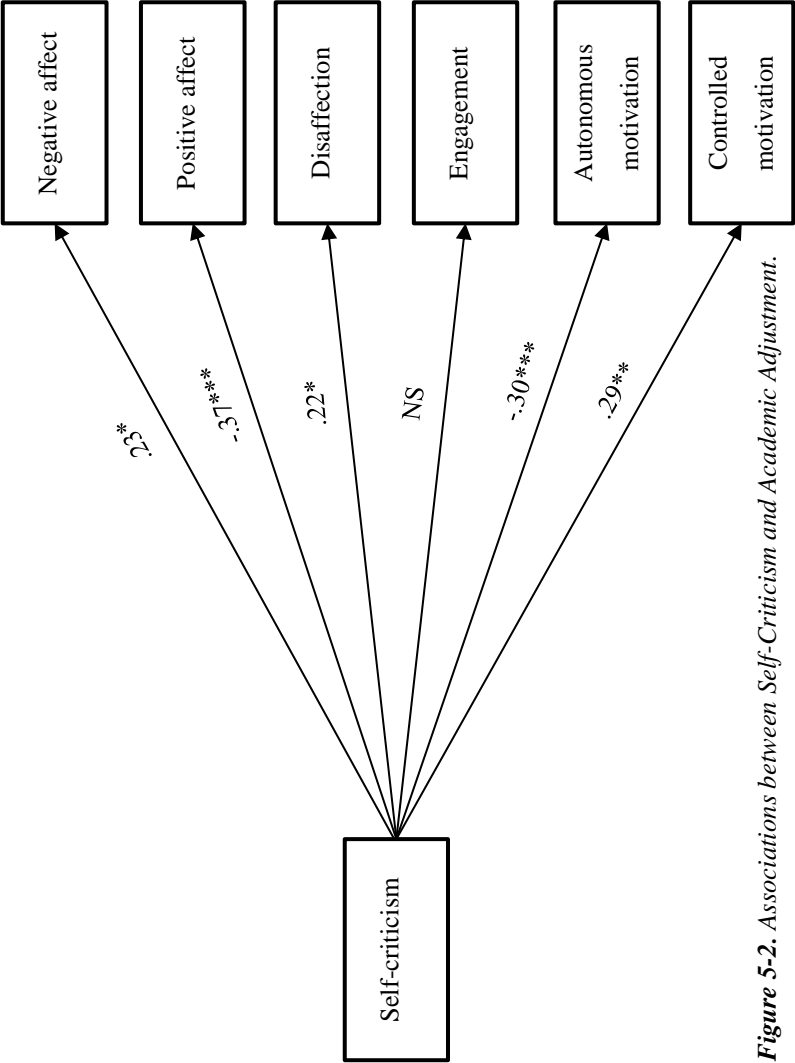 Negative affect
Positive affect
Disaffection
Engagement
Autonomous
motivation
Controlled
motivation
.23*
-.37***
.22*
NS
-.30***
.29**
Self-criticism
Figure 5-2. Associations between Self-Criticism and Academic Adjustment.